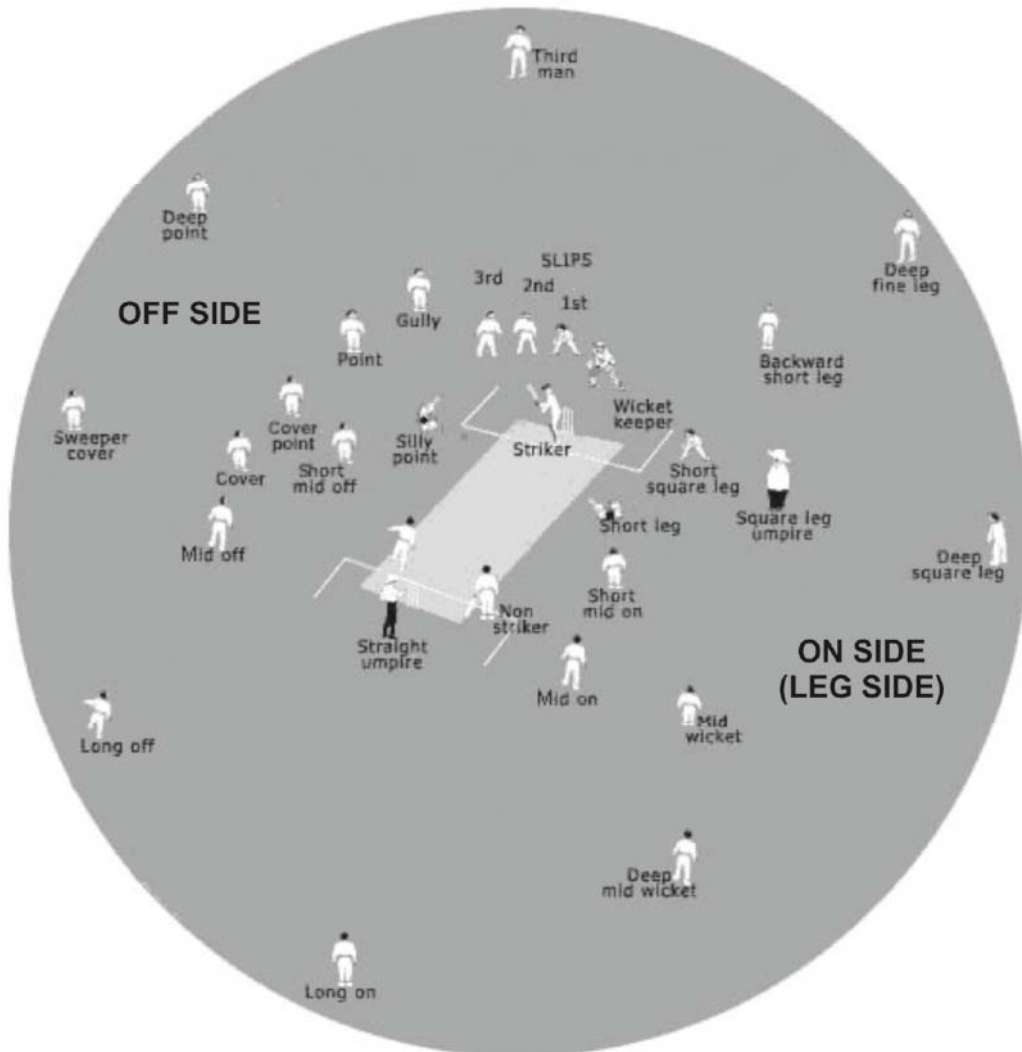 Third
man
Deep
point
Deep
fine leg
SLIPS
3rd
2nd
1st
OFF SIDE
Gully
Point
Backward
short leg
Wicket
keeper
Sweeper
cover
Cover
point
Silly
point
Striker
Cover
Short
mid off
Short
square leg
Square leg
umpire
Short leg
Mid off
Deep
square leg
Short
mid on
Non
striker
Straight
umpire
ON SIDE
(LEG SIDE)
Mid on
Mid
wicket
Long off
Deep
mid wicket
Long on